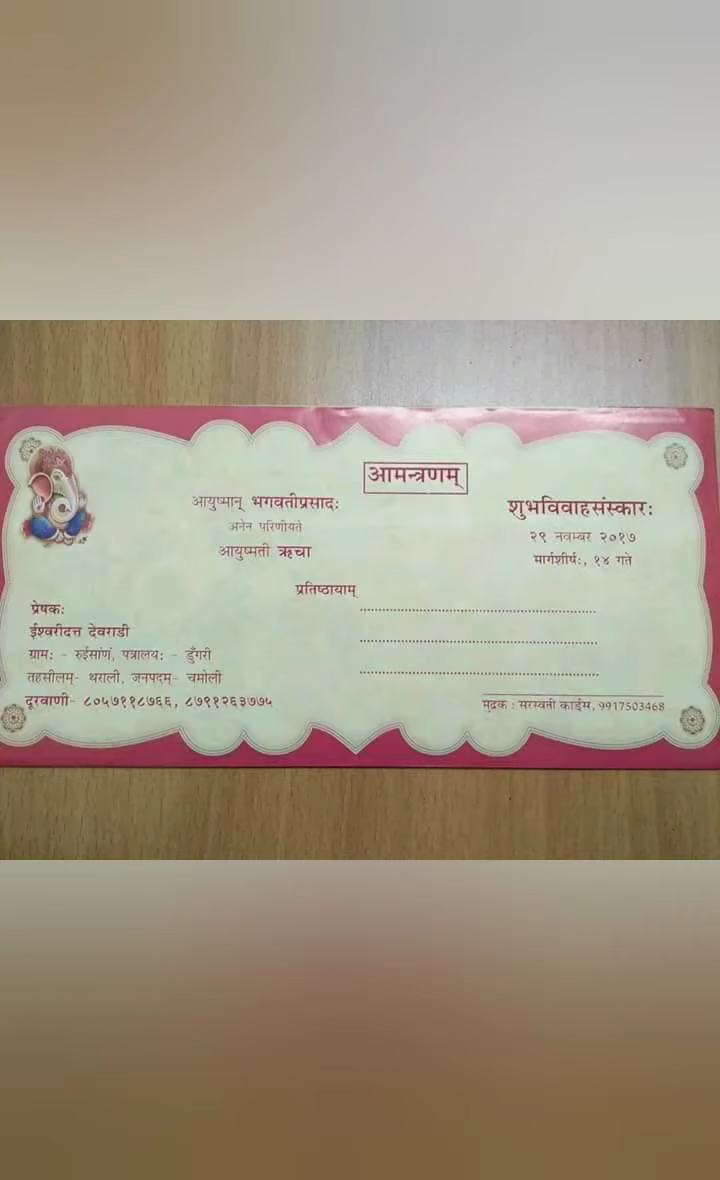 आमन्त्रणम्
आयुष्मान् भगवतीप्रसादः
अनेन परिणीयते
आयुष्मती ऋचा
शुभविवाहसंस्कारः
२९ नवम्बर २०१७
मार्गशीर्षः, १४ गते
प्रतिष्ठायाम्
प्रेषकः
ईश्वरीदत्त देवराडी
ग्रामः - रुईसांणं, पत्रालयः - डुँगरी
तहसीलम्- थराली, जनपदम्- चमोली
दूरवाणी- ८०५७११८७६६, ८७९१२६३७७५
मुद्रक : सरस्वती कार्ड्स, 9917503468